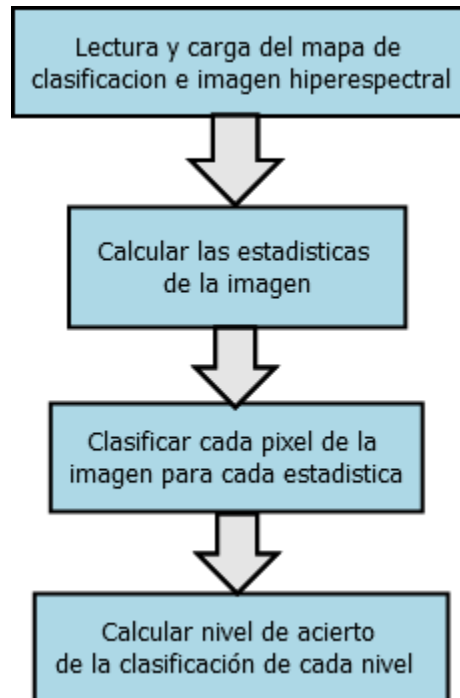 Lectura y carga del mapa de
clasificacion e imagen hiperespectral
Calcular las estadisticas
de la imagen
Clasificar cada pixel de la
imagen para cada estadistica
Calcular nivel de acierto
de la clasificación de cada nivel